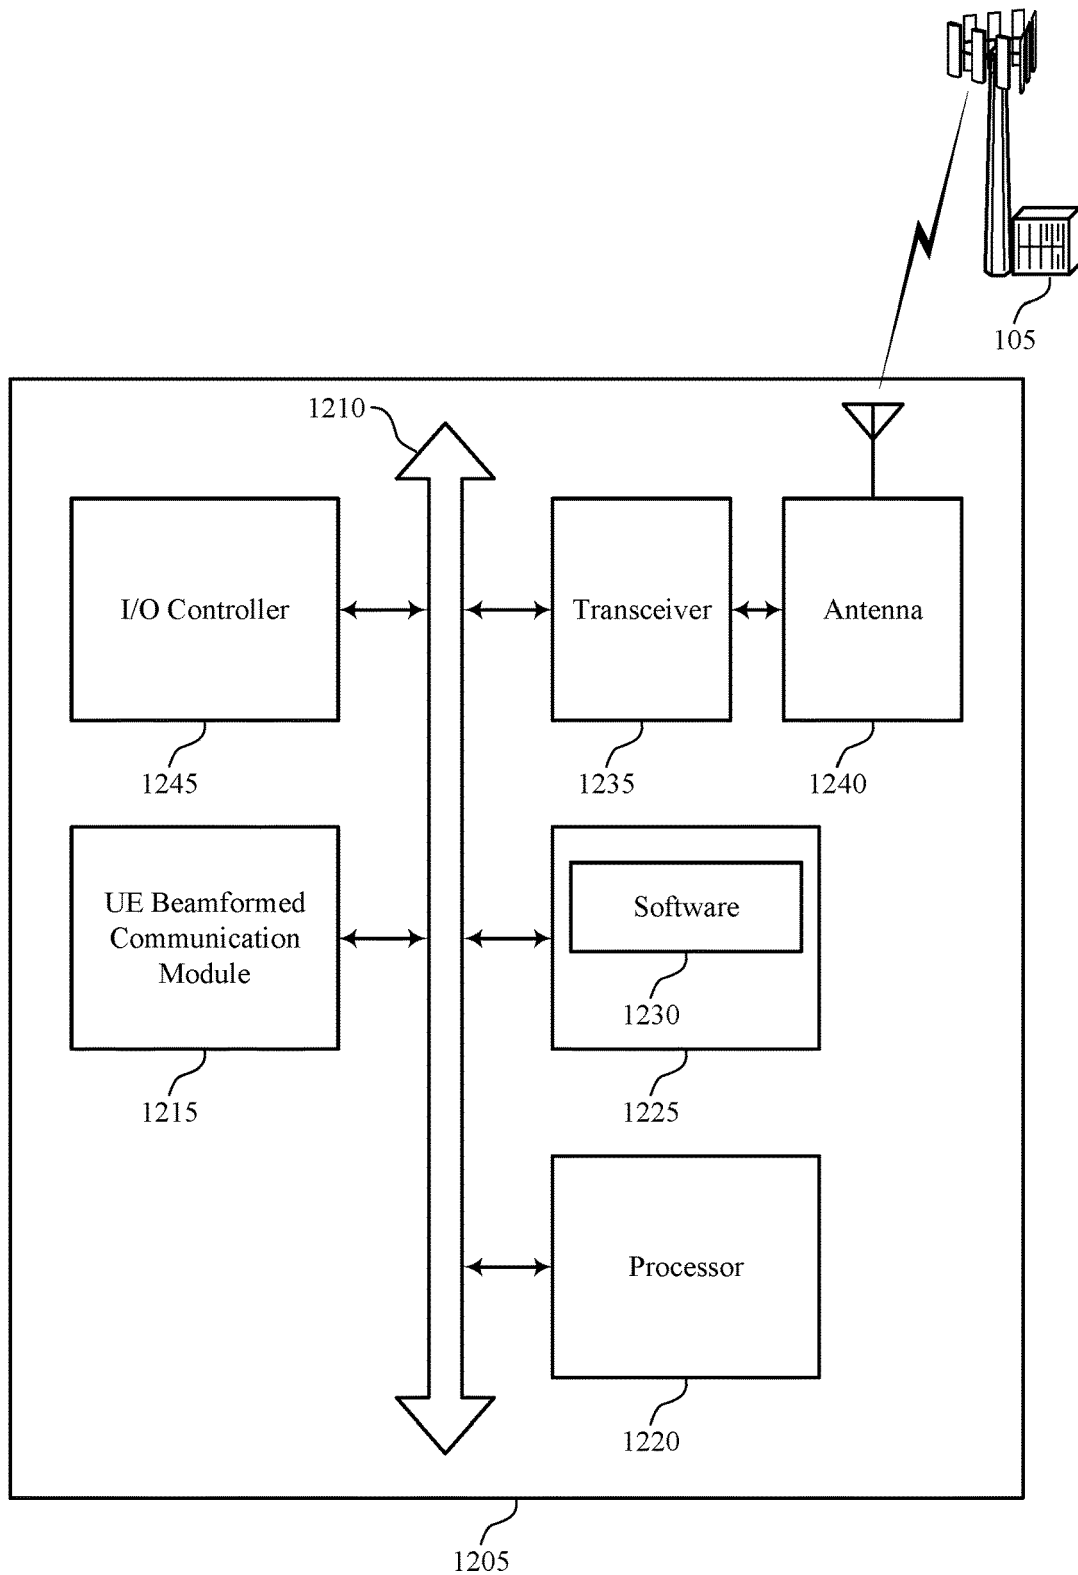 105
1210
I/O Controller
Transceiver
Antenna
1245
1235
1240
UE Beamformed
Communication
Module
Software
1230
1215
1225
Processor
1220
1205